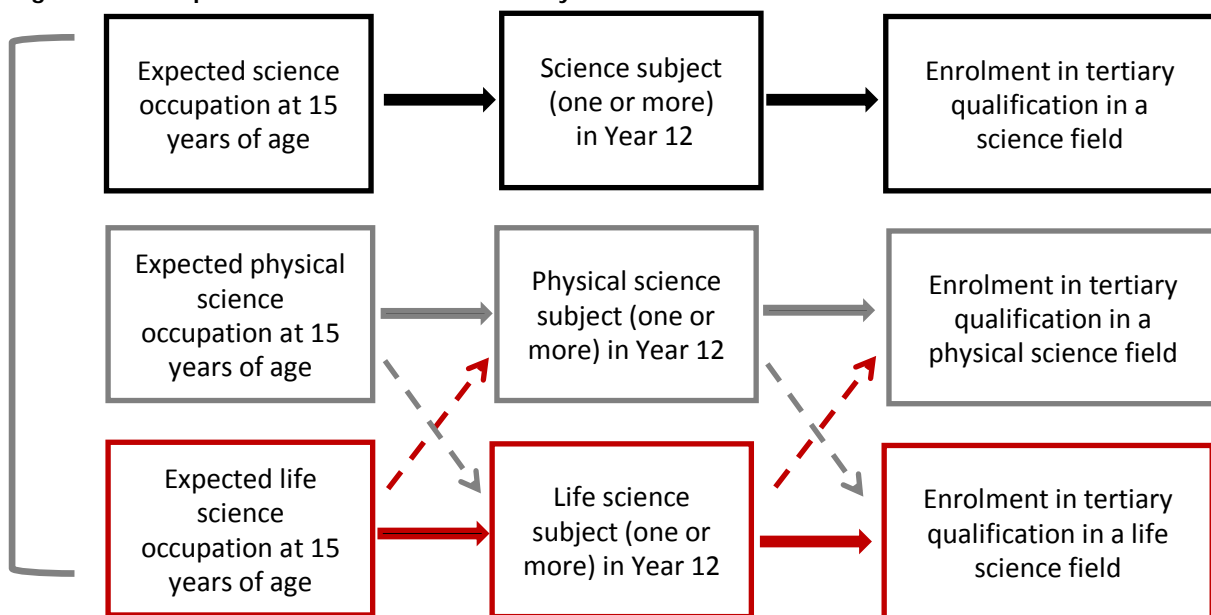 Expected science
occupation at 15
years of age
Science subject
(one or more)
in Year 12
Enrolment in tertiary
qualification in a
science field
Expected physical
science
occupation at 15
years of age
Physical science
subject (one or
more) in Year 12
Enrolment in tertiary
qualification in a
physical science field
Expected life
science
occupation at 15
years of age
Life science
subject (one or
more) in Year 12
Enrolment in tertiary
qualification in a life
science field